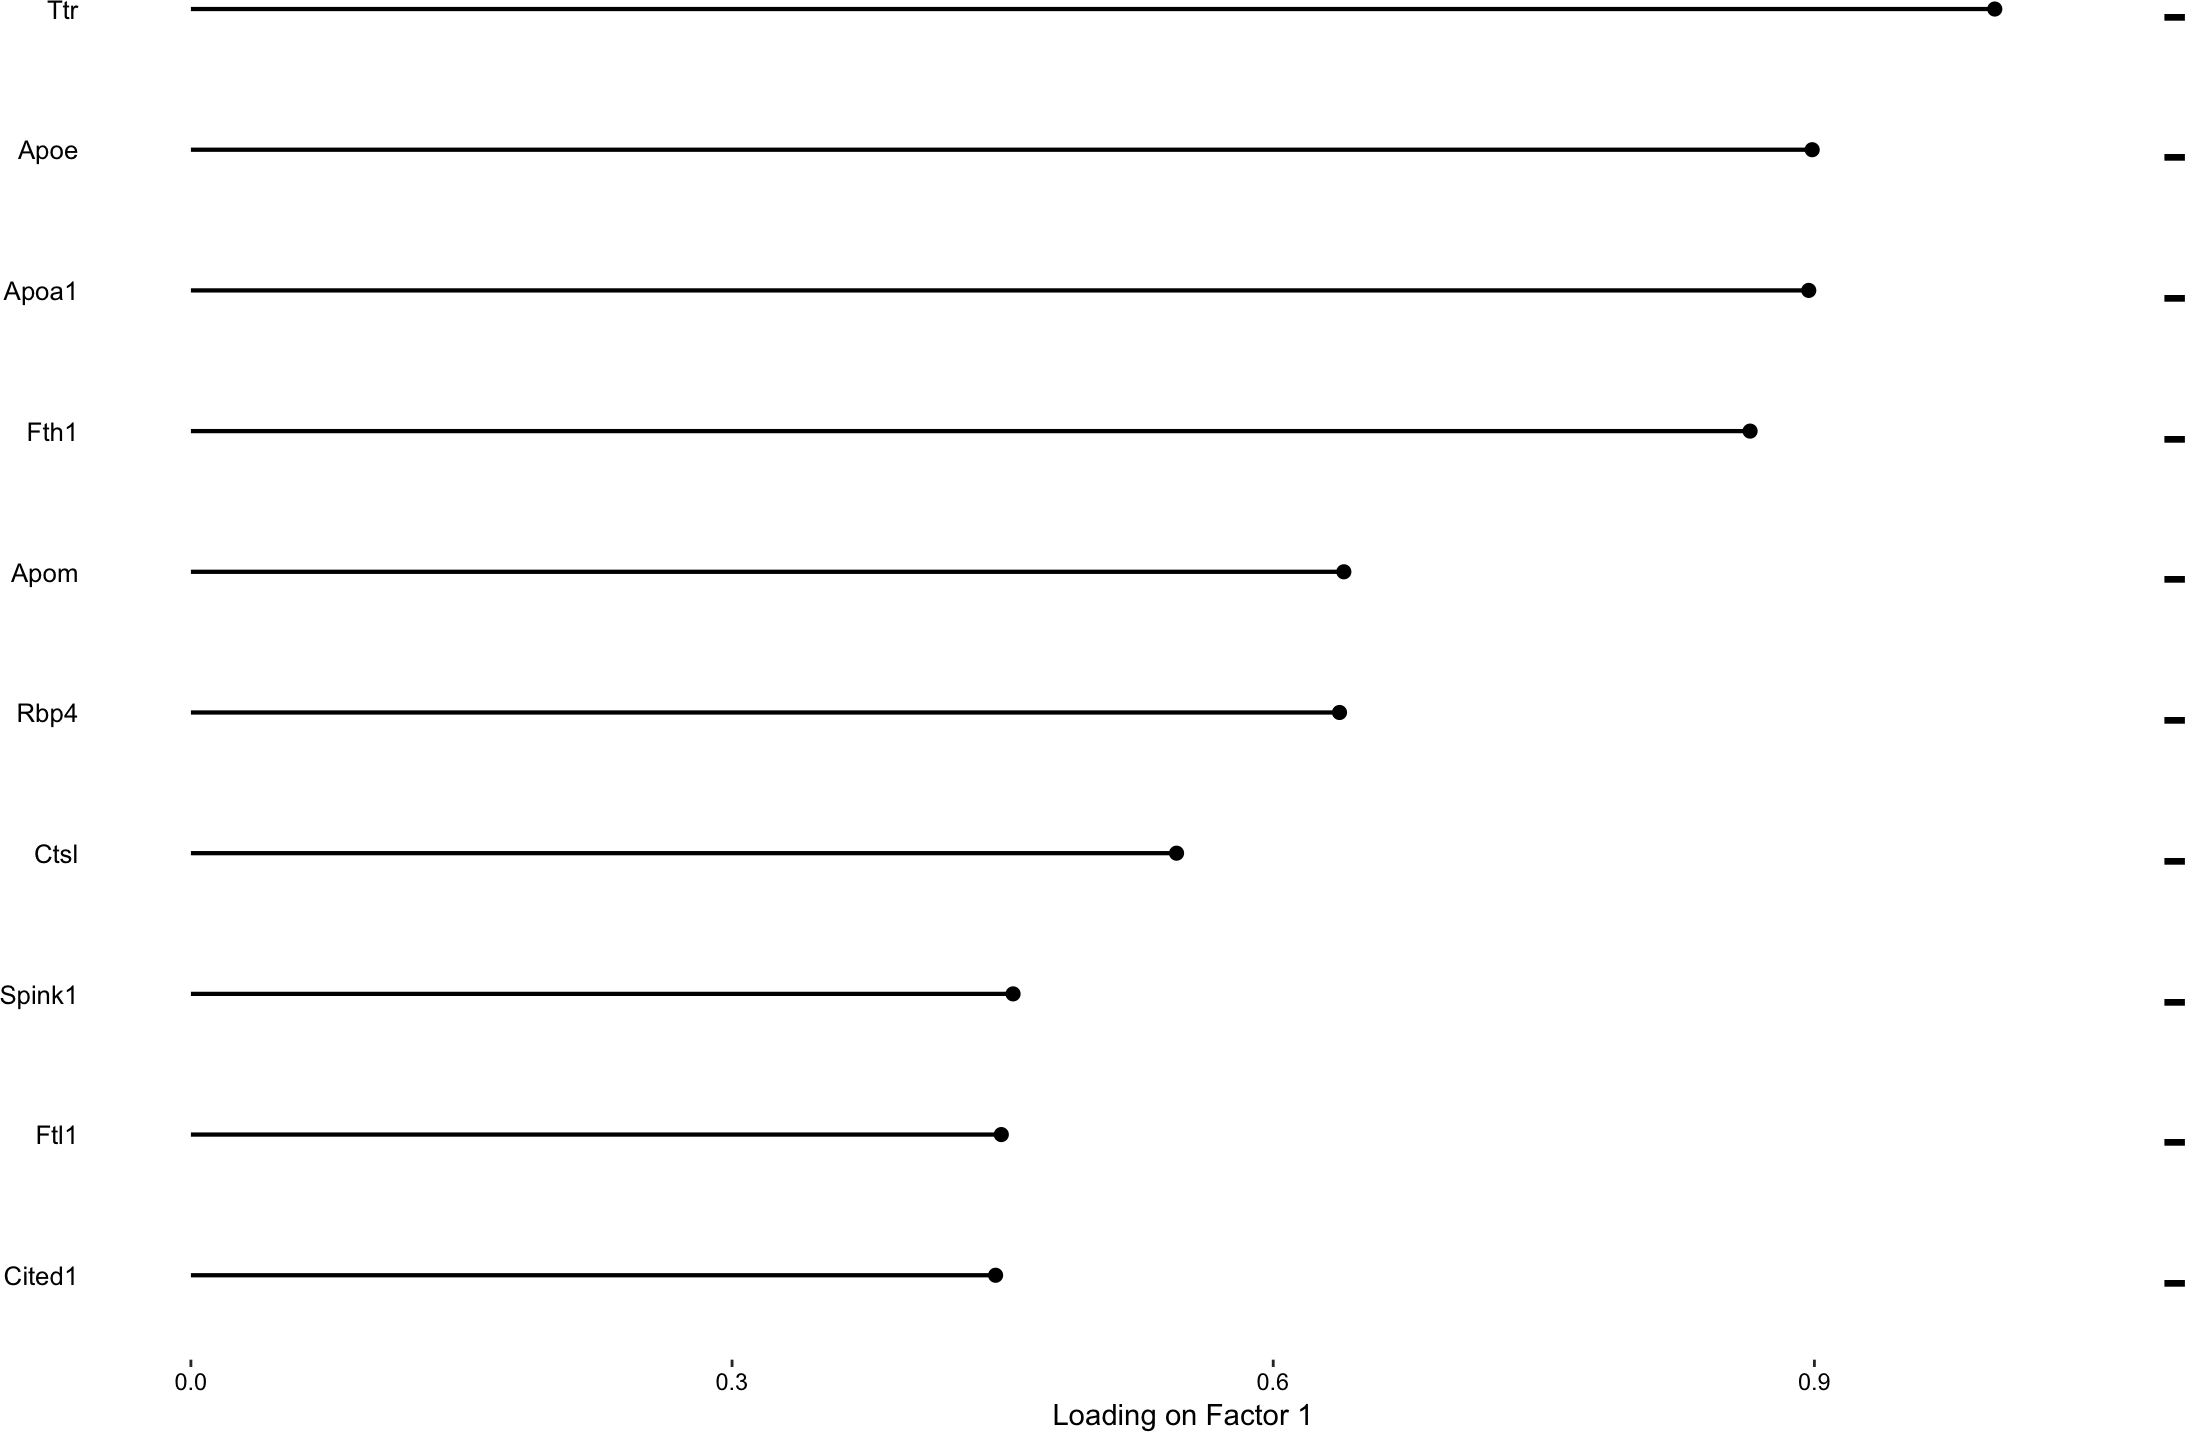 Ttr
Apoe
Apoa1
Fth1
Apom
Rbp4
Ctsl
Spink1
Ftl1
Cited1
0.0 0.3 0.6 0.9
Loading on Factor 1